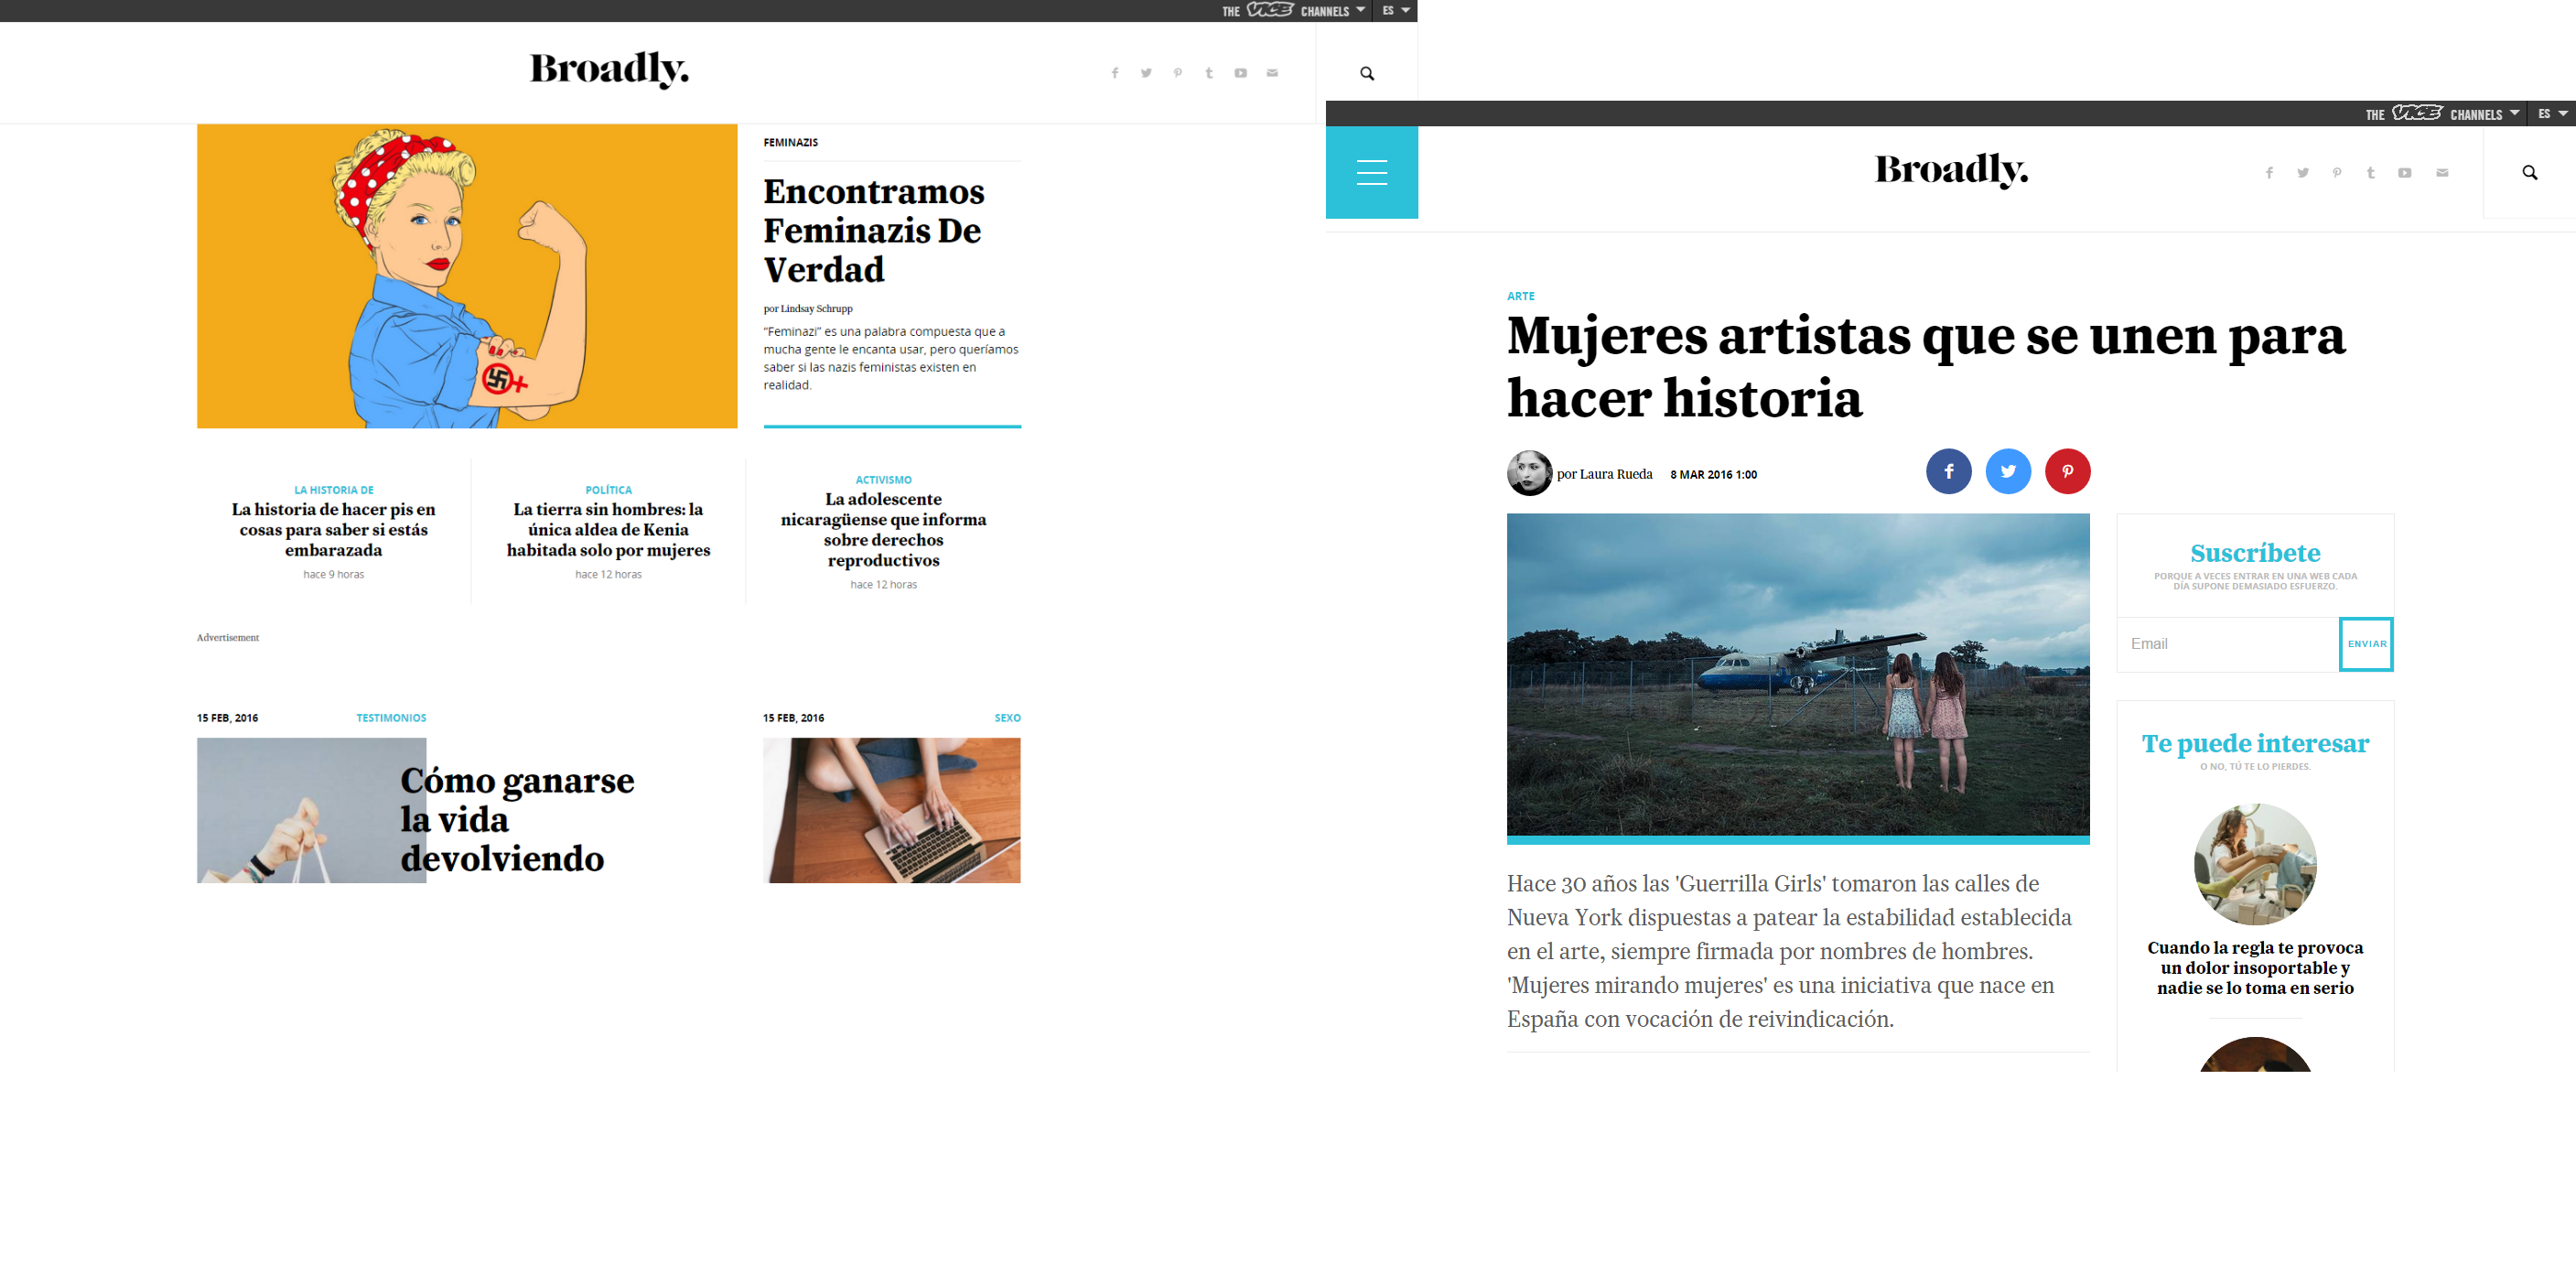 THE VICE CHANNELS ES
Broadly.
FEMINAZIS
Encontramos
Feminazis De
Verdad
por Lindsay Schrupp
“Feminazi” es una palabra compuesta que a
mucha gente le encanta usar, pero queríamos
saber si las nazis feministas existen en
realidad.
LA HISTORIA DE
La historia de hacer pis en
cosas para saber si estás
embarazada
hace 9 horas
POLÍTICA
La tierra sin hombres: la
única aldea de Kenia
habitada solo por mujeres
hace 12 horas
ACTIVISMO
La adolescente
nicaragüense que informa
sobre derechos
reproductivos
hace 12 horas
Advertisement
15 FEB, 2016 TESTIMONIOS
Cómo ganarse
la vida
devolviendo
15 FEB, 2016 SEXO
THE VICE CHANNELS ES
Broadly.
ARTE
Mujeres artistas que se unen para
hacer historia
por Laura Rueda 8 MAR 2016 1:00
Hace 30 años las 'Guerrilla Girls' tomaron las calles de
Nueva York dispuestas a patear la estabilidad establecida
en el arte, siempre firmada por nombres de hombres.
'Mujeres mirando mujeres' es una iniciativa que nace en
España con vocación de reivindicación.
Suscríbete
PORQUE A VECES ENTRAR EN UNA WEB CADA
DÍA SUPONE DEMASIADO ESFUERZO.
Email ENVIAR
Te puede interesar
O NO, TÚ TE LO PIERDES.
Cuando la regla te provoca
un dolor insoportable y
nadie se lo toma en serio